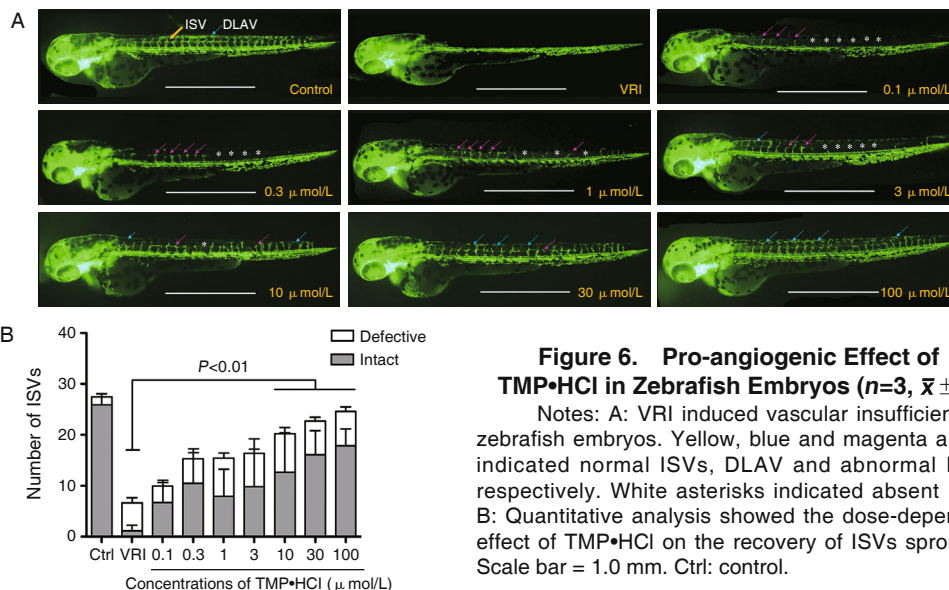 A
ISV DLAV
Control
VRI
0.1 μ mol/L
0.3 μ mol/L
1 μ mol/L
3 μ mol/L
10 μ mol/L
30 μ mol/L
100 μ mol/L
B
Number of ISVs
40
30
20
10
0
Defective
Intact
P<0.01
Ctrl VRI 0.1 0.3 1 3 10 30 100
Concentrations of TMP•HCl (μ mol/L)
Figure 6. Pro-angiogenic Effect of
TMP•HCl in Zebrafish Embryos (n=3, x̄ ±
Notes: A: VRI induced vascular insufficien
zebrafish embryos. Yellow, blue and magenta a
indicated normal ISVs, DLAV and abnormal
respectively. White asterisks indicated absent
B: Quantitative analysis showed the dose-depen
effect of TMP•HCl on the recovery of ISVs spro
Scale bar = 1.0 mm. Ctrl: control.